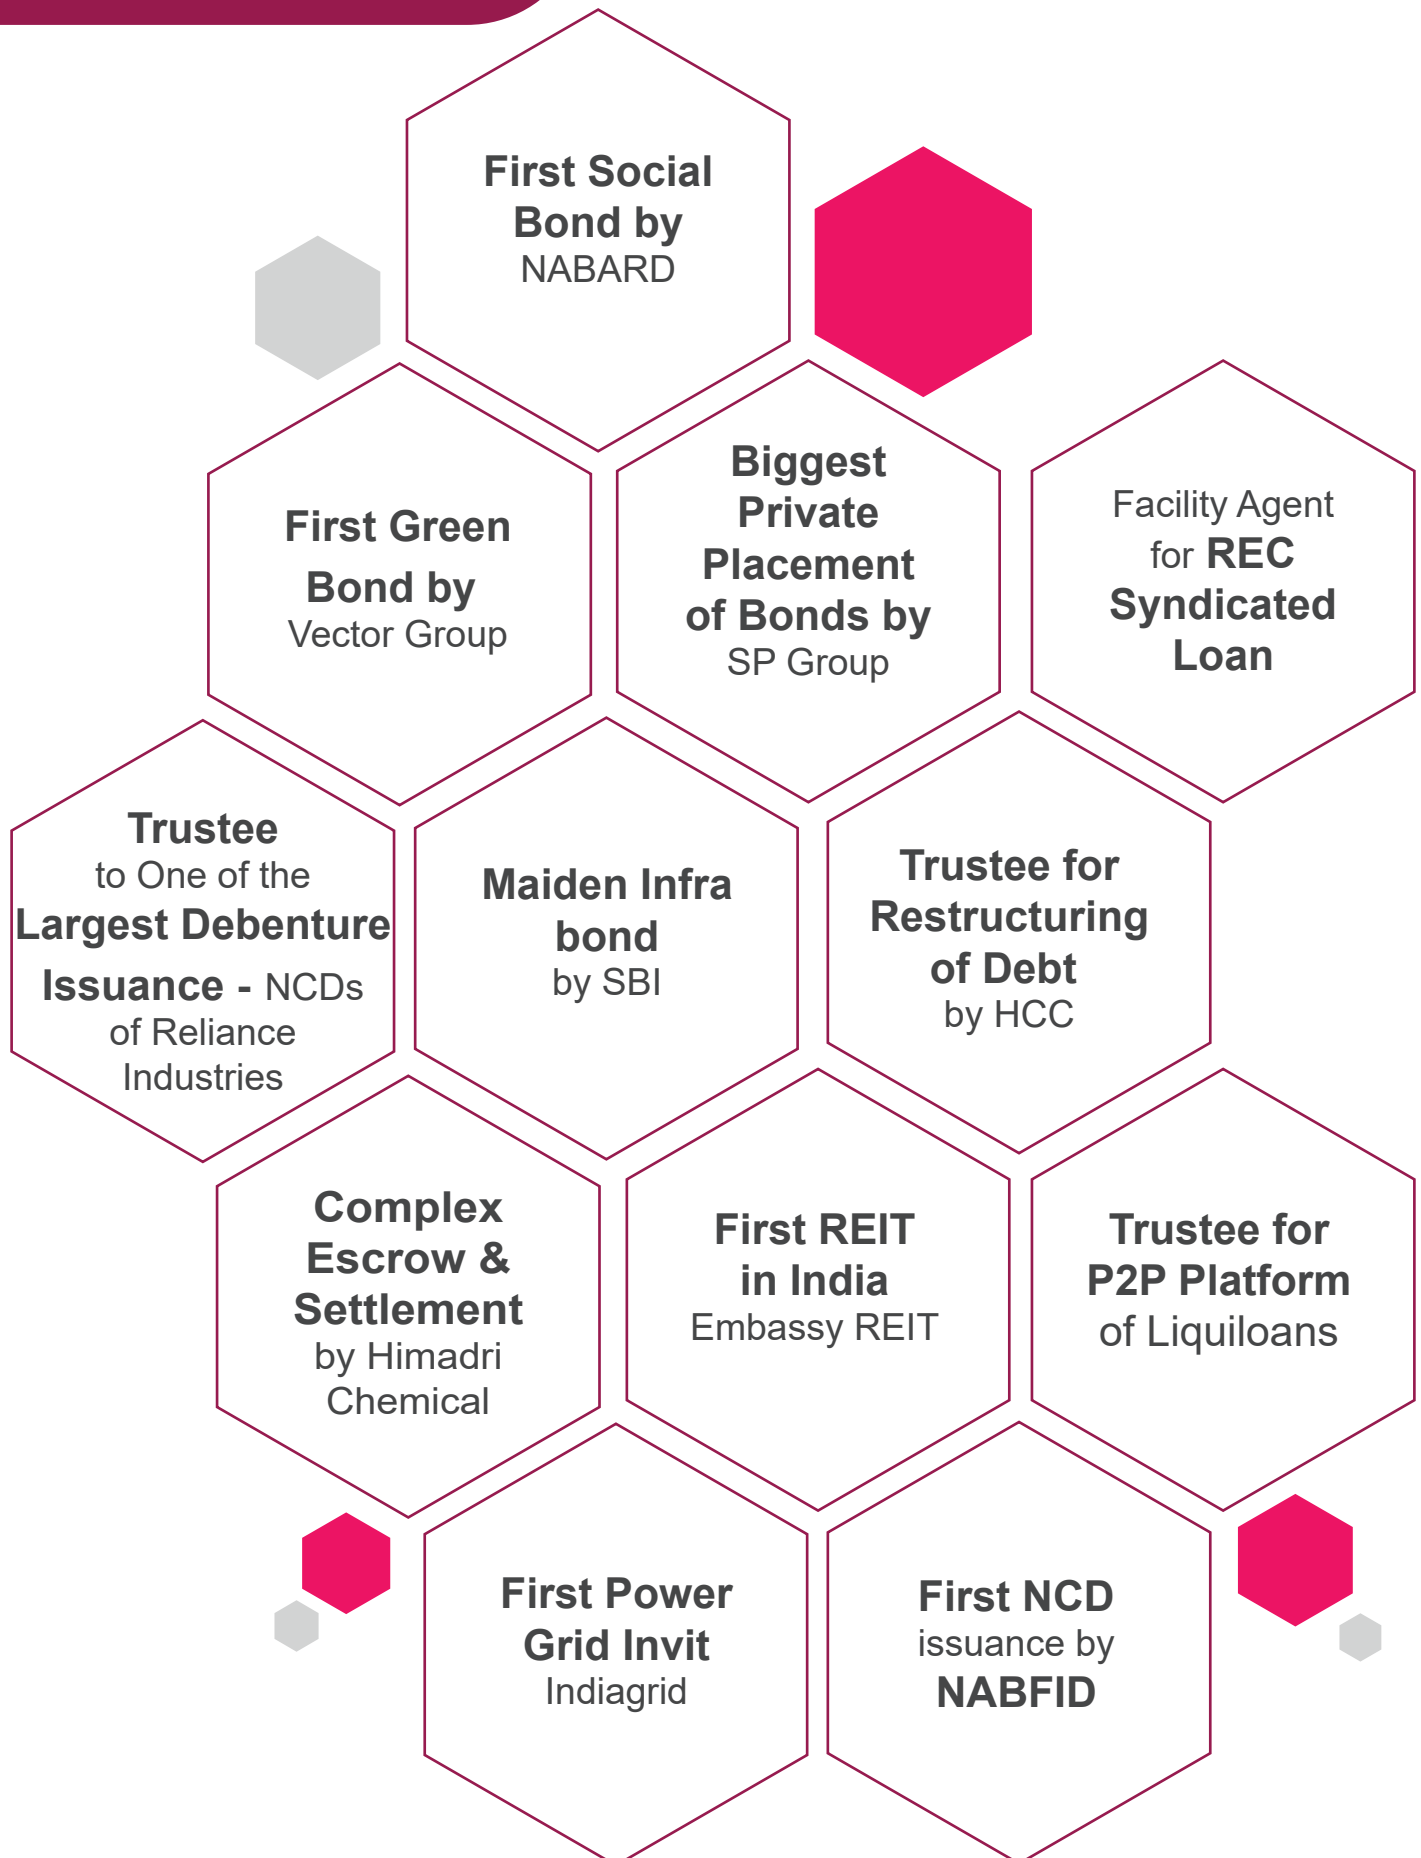 First Social
Bond by
NABARD
First Green
Bond by
Vector Group
Biggest
Private
Placement
of Bonds by
SP Group
Facility Agent
for REC
Syndicated
Loan
Trustee
to One of the
Largest Debenture
Issuance - NCDs
of Reliance
Industries
Maiden Infra
bond
by SBI
Trustee for
Restructuring
of Debt
by HCC
Complex
Escrow &
Settlement
by Himadri
Chemical
First REIT
in India
Embassy REIT
Trustee for
P2P Platform
of Liquiloans
First Power
Grid Invit
Indiagrid
First NCD
issuance by
NABFID